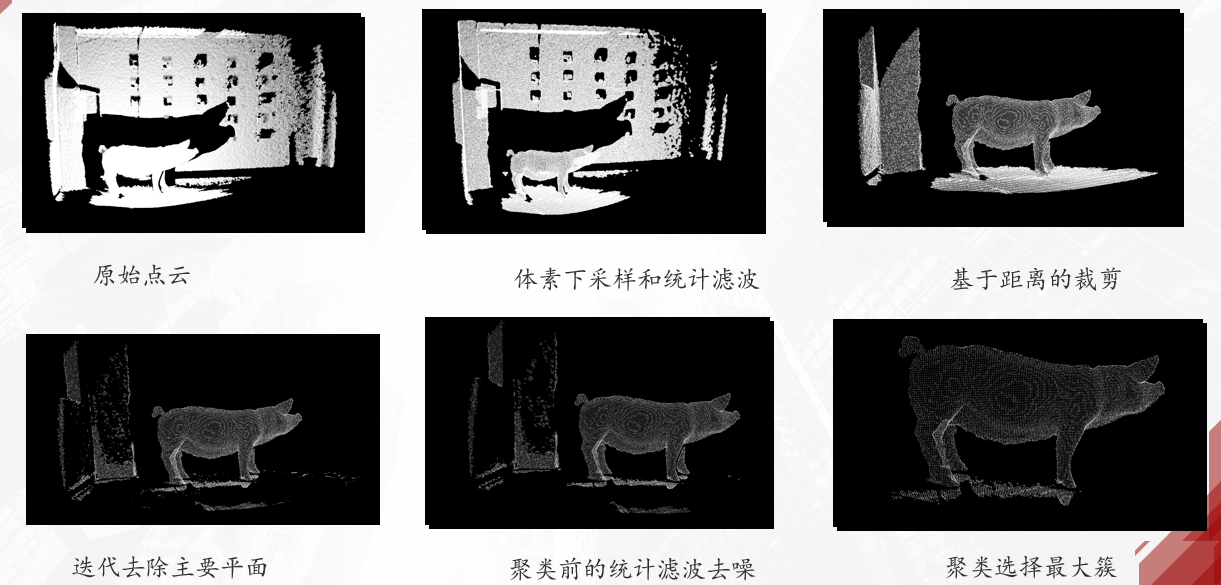 原始点云
体素下采样和统计滤波
基于距离的裁剪
迭代去除主要平面
聚类前的统计滤波去噪
聚类选择最大簇